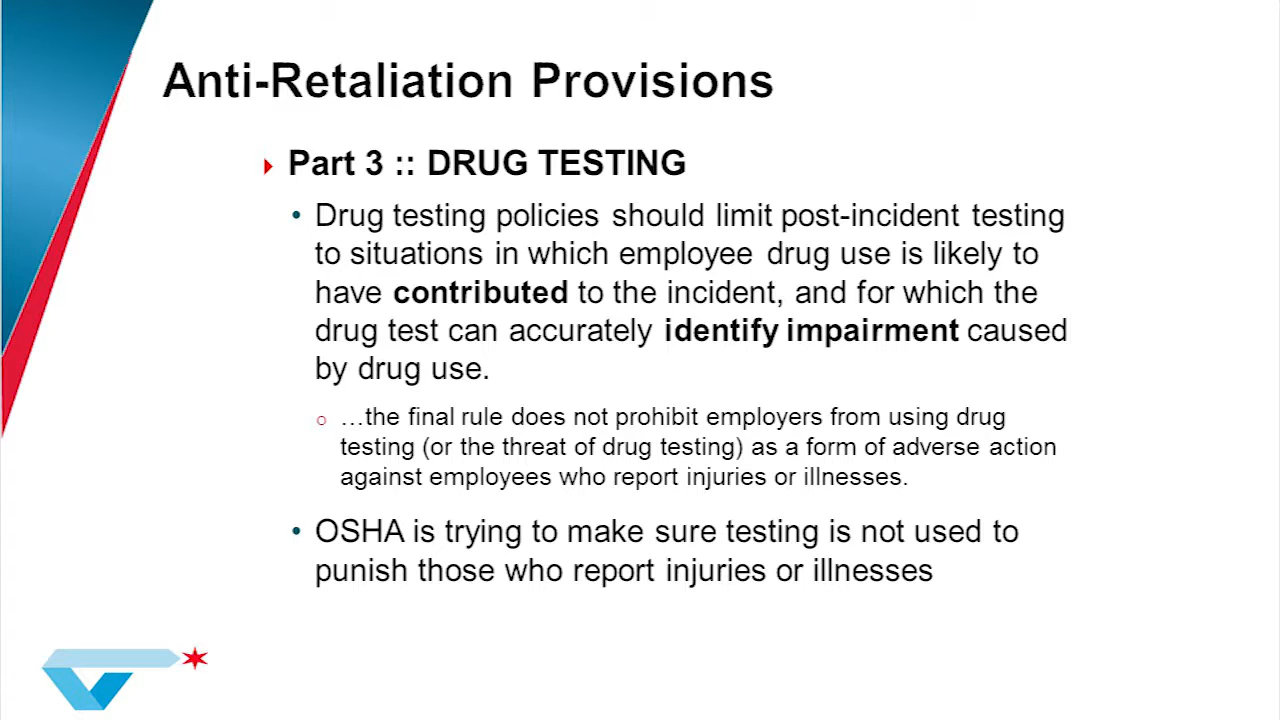 Anti-Retaliation Provisions
Part 3 :: DRUG TESTING
• Drug testing policies should limit post-incident testing
to situations in which employee drug use is likely to
have contributed to the incident, and for which the
drug test can accurately identify impairment caused
by drug use.
o …the final rule does not prohibit employers from using drug
testing (or the threat of drug testing) as a form of adverse action
against employees who report injuries or illnesses.
• OSHA is trying to make sure testing is not used to
punish those who report injuries or illnesses